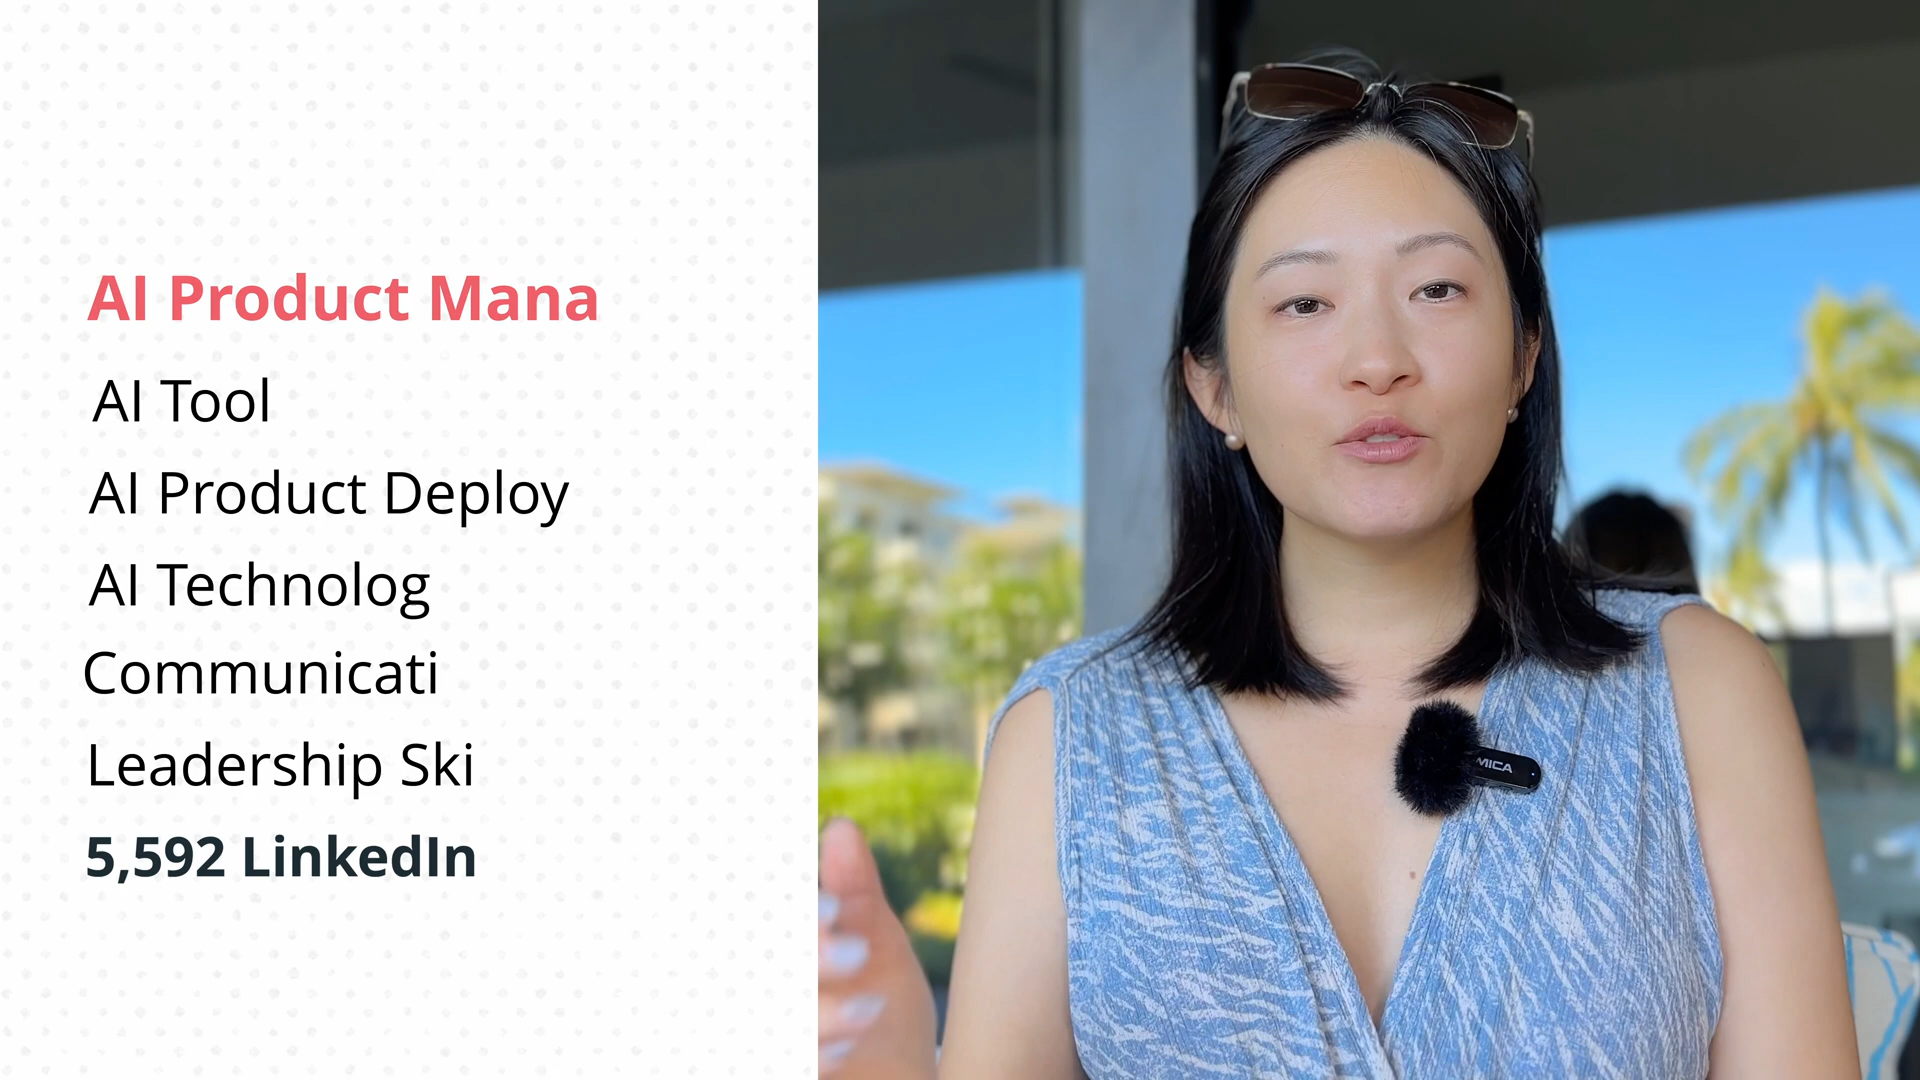 AI Product Mana
AI Tool
AI Product Deploy
AI Technolog
Communicati
Leadership Ski
5,592 LinkedIn
MICA